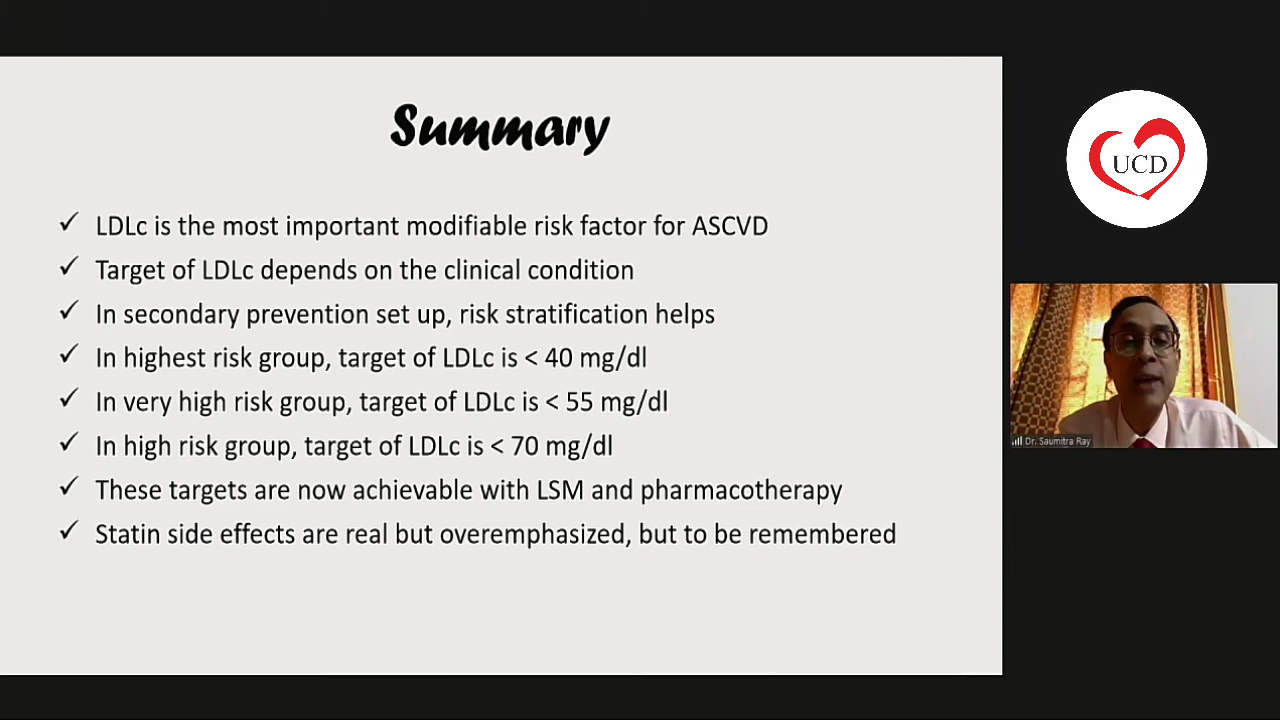 Summary
✓ LDLc is the most important modifiable risk factor for ASCVD
✓ Target of LDLc depends on the clinical condition
✓ In secondary prevention set up, risk stratification helps
✓ In highest risk group, target of LDLc is < 40 mg/dl
✓ In very high risk group, target of LDLc is < 55 mg/dl
✓ In high risk group, target of LDLc is < 70 mg/dl
✓ These targets are now achievable with LSM and pharmacotherapy
✓ Statin side effects are real but overemphasized, but to be remembered
UCD
Dr. Saumitra Ray